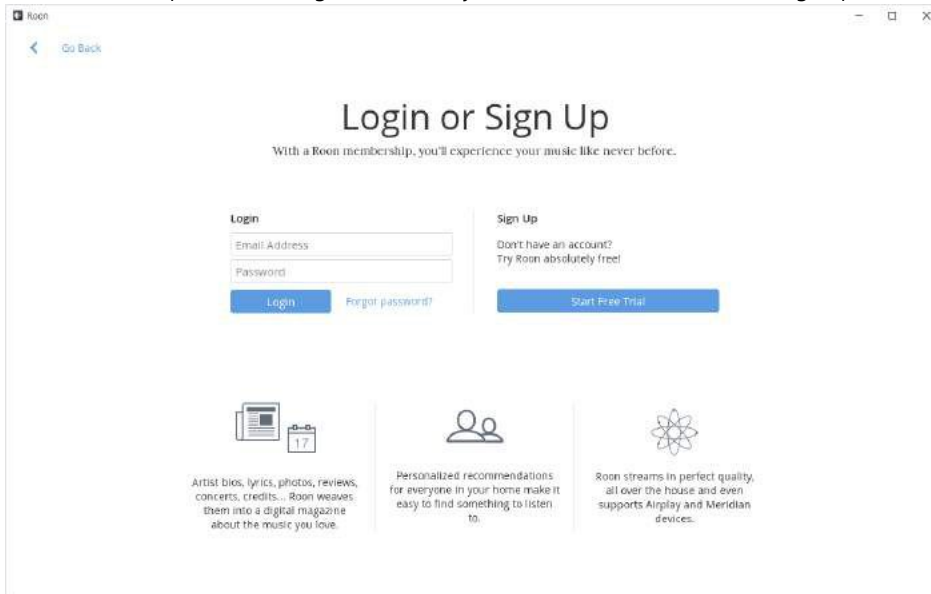 Roon
Go Back
Login or Sign Up
With a Roon membership, you'll experience your music like never before.
Login
Email Address
Password
Login
Forgot password?
Sign Up
Don't have an account?
Try Roon absolutely free!
Start Free Trial
17
Artist bios, lyrics, photos, reviews,
concerts, credits... Roon weaves
them into a digital magazine
about the music you love.
Personalized recommendations
for everyone in your home make it
easy to find something to listen
to.
Roon streams in perfect quality,
all over the house and even
supports Airplay and Meridian
devices.